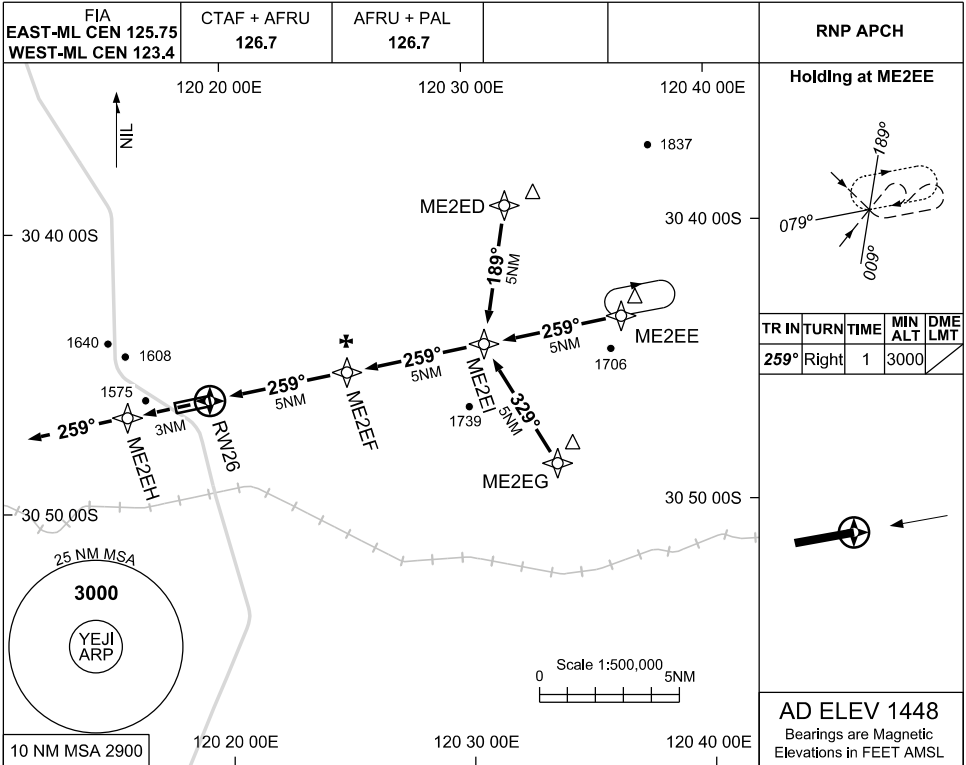 FIA
EAST-ML CEN 125.75
WEST-ML CEN 123.4
CTAF + AFRU
126.7
AFRU + PAL
126.7
RNP APCH
120 20 00E
120 30 00E
120 40 00E
NIL
1837
ME2ED
30 40 00S
30 40 00S
189°
5NM
ME2EE
259°
5NM
1706
1640
1608
1575
259°
5NM
ME2EI
259°
5NM
ME2EF
1739
329°
5NM
ME2EG
259°
3NM
RW26
ME2EH
30 50 00S
30 50 00S
25 NM MSA
3000
YEJI
ARP
10 NM MSA 2900
Scale 1:500,000
0
5NM
120 20 00E
120 30 00E
120 40 00E
Holding at ME2EE
189°
079°
009°
TR IN TURN TIME MIN ALT DME LMT
259° Right 1 3000
AD ELEV 1448
Bearings are Magnetic
Elevations in FEET AMSL